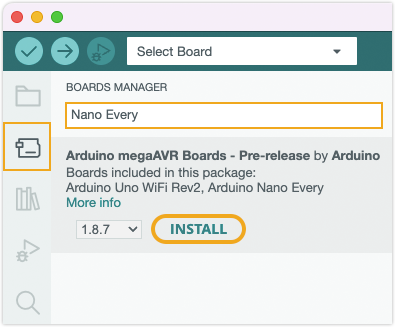 Select Board
BOARDS MANAGER
Nano Every
Arduino megaAVR Boards - Pre-release by Arduino
Boards included in this package:
Arduino Uno WiFi Rev2, Arduino Nano Every
More info
1.8.7 INSTALL